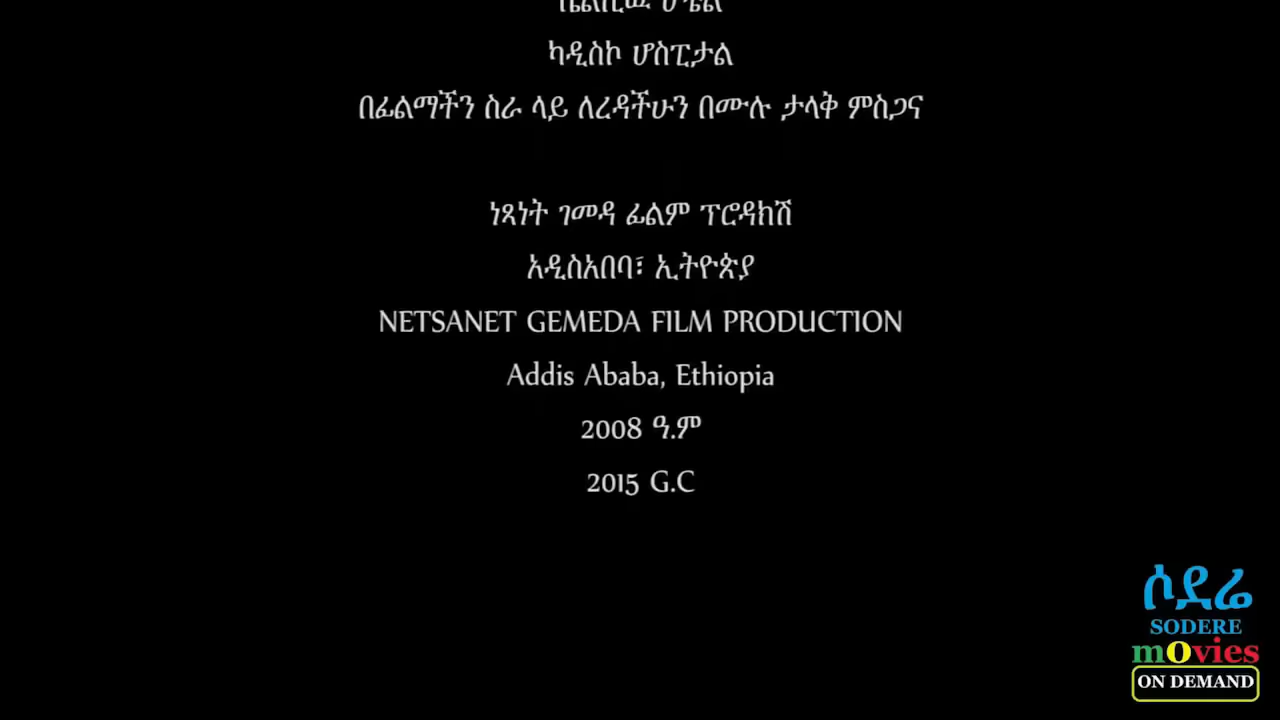 ካዲስኮ ሆስፒታል
በፊልማችን ስራ ላይ ለረዳችሁን በሙሉ ታላቅ ምስጋና
ነጻነት ገመዳ ፊልም ፕሮዳክሽ
አዲስአበባ፣ ኢትዮጵያ
NETSANET GEMEDA FILM PRODUCTION
Addis Ababa, Ethiopia
2008 ዓ.ም
2015 G.C
ሶደሬ
SODERE
mOvies
ON DEMAND